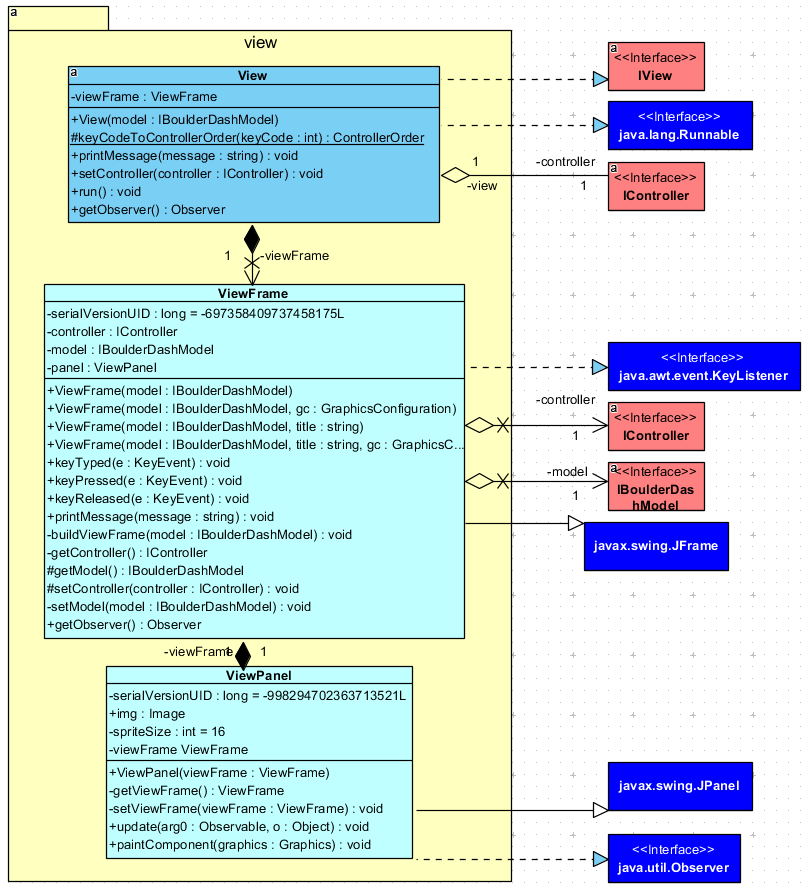 a
view
a
View
-viewFrame : ViewFrame
+View(model : IBoulderDashModel)
#keyCodeToControllerOrder(keyCode : int) : ControllerOrder
+printMessage(message : string) : void
+setController(controller : IController) : void
+run() : void
+getObserver() : Observer
a
<<Interface>>
IView
<<Interface>>
java.lang.Runnable
1
-view
-controller
1
a
<<Interface>>
IController
1
-viewFrame
ViewFrame
-serialVersionUID : long = -697358409737458175L
-controller : IController
-model : IBoulderDashModel
-panel : ViewPanel
+ViewFrame(model : IBoulderDashModel)
+ViewFrame(model : IBoulderDashModel, gc : GraphicsConfiguration)
+ViewFrame(model : IBoulderDashModel, title : string)
+ViewFrame(model : IBoulderDashModel, title : string, gc : GraphicsC...
+keyTyped(e : KeyEvent) : void
+keyPressed(e : KeyEvent) : void
+keyReleased(e : KeyEvent) : void
+printMessage(message : string) : void
-buildViewFrame(model : IBoulderDashModel) : void
-getController() : IController
#getModel() : IBoulderDashModel
#setController(controller : IController) : void
-setModel(model : IBoulderDashModel) : void
+getObserver() : Observer
<<Interface>>
java.awt.event.KeyListener
-controller
1
a
<<Interface>>
IController
-model
1
a
<<Interface>>
IBoulderDas
hModel
javax.swing.JFrame
-viewFrame
1
1
ViewPanel
-serialVersionUID : long = -998294702363713521L
+img : Image
-spriteSize : int = 16
-viewFrame ViewFrame
+ViewPanel(viewFrame : ViewFrame)
-getViewFrame() : ViewFrame
-setViewFrame(viewFrame : ViewFrame) : void
+update(arg0 : Observable, o : Object) : void
+paintComponent(graphics : Graphics) : void
javax.swing.JPanel
<<Interface>>
java.util.Observer